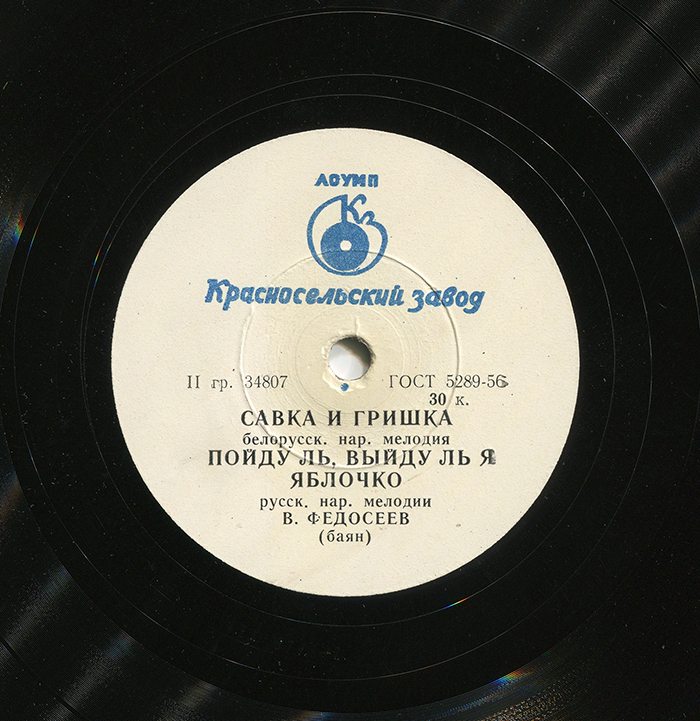 ЛОУМП
Кз
Красносельский завод
II гр. 34807 ГОСТ 5289-56
30 к.
САВКА И ГРИШКА
белорусск. нар. мелодия
ПОЙДУ ЛЬ, ВЫЙДУ ЛЬ Я
ЯБЛОЧКО
русск. нар. мелодии
В. ФЕДОСЕЕВ
(баян)